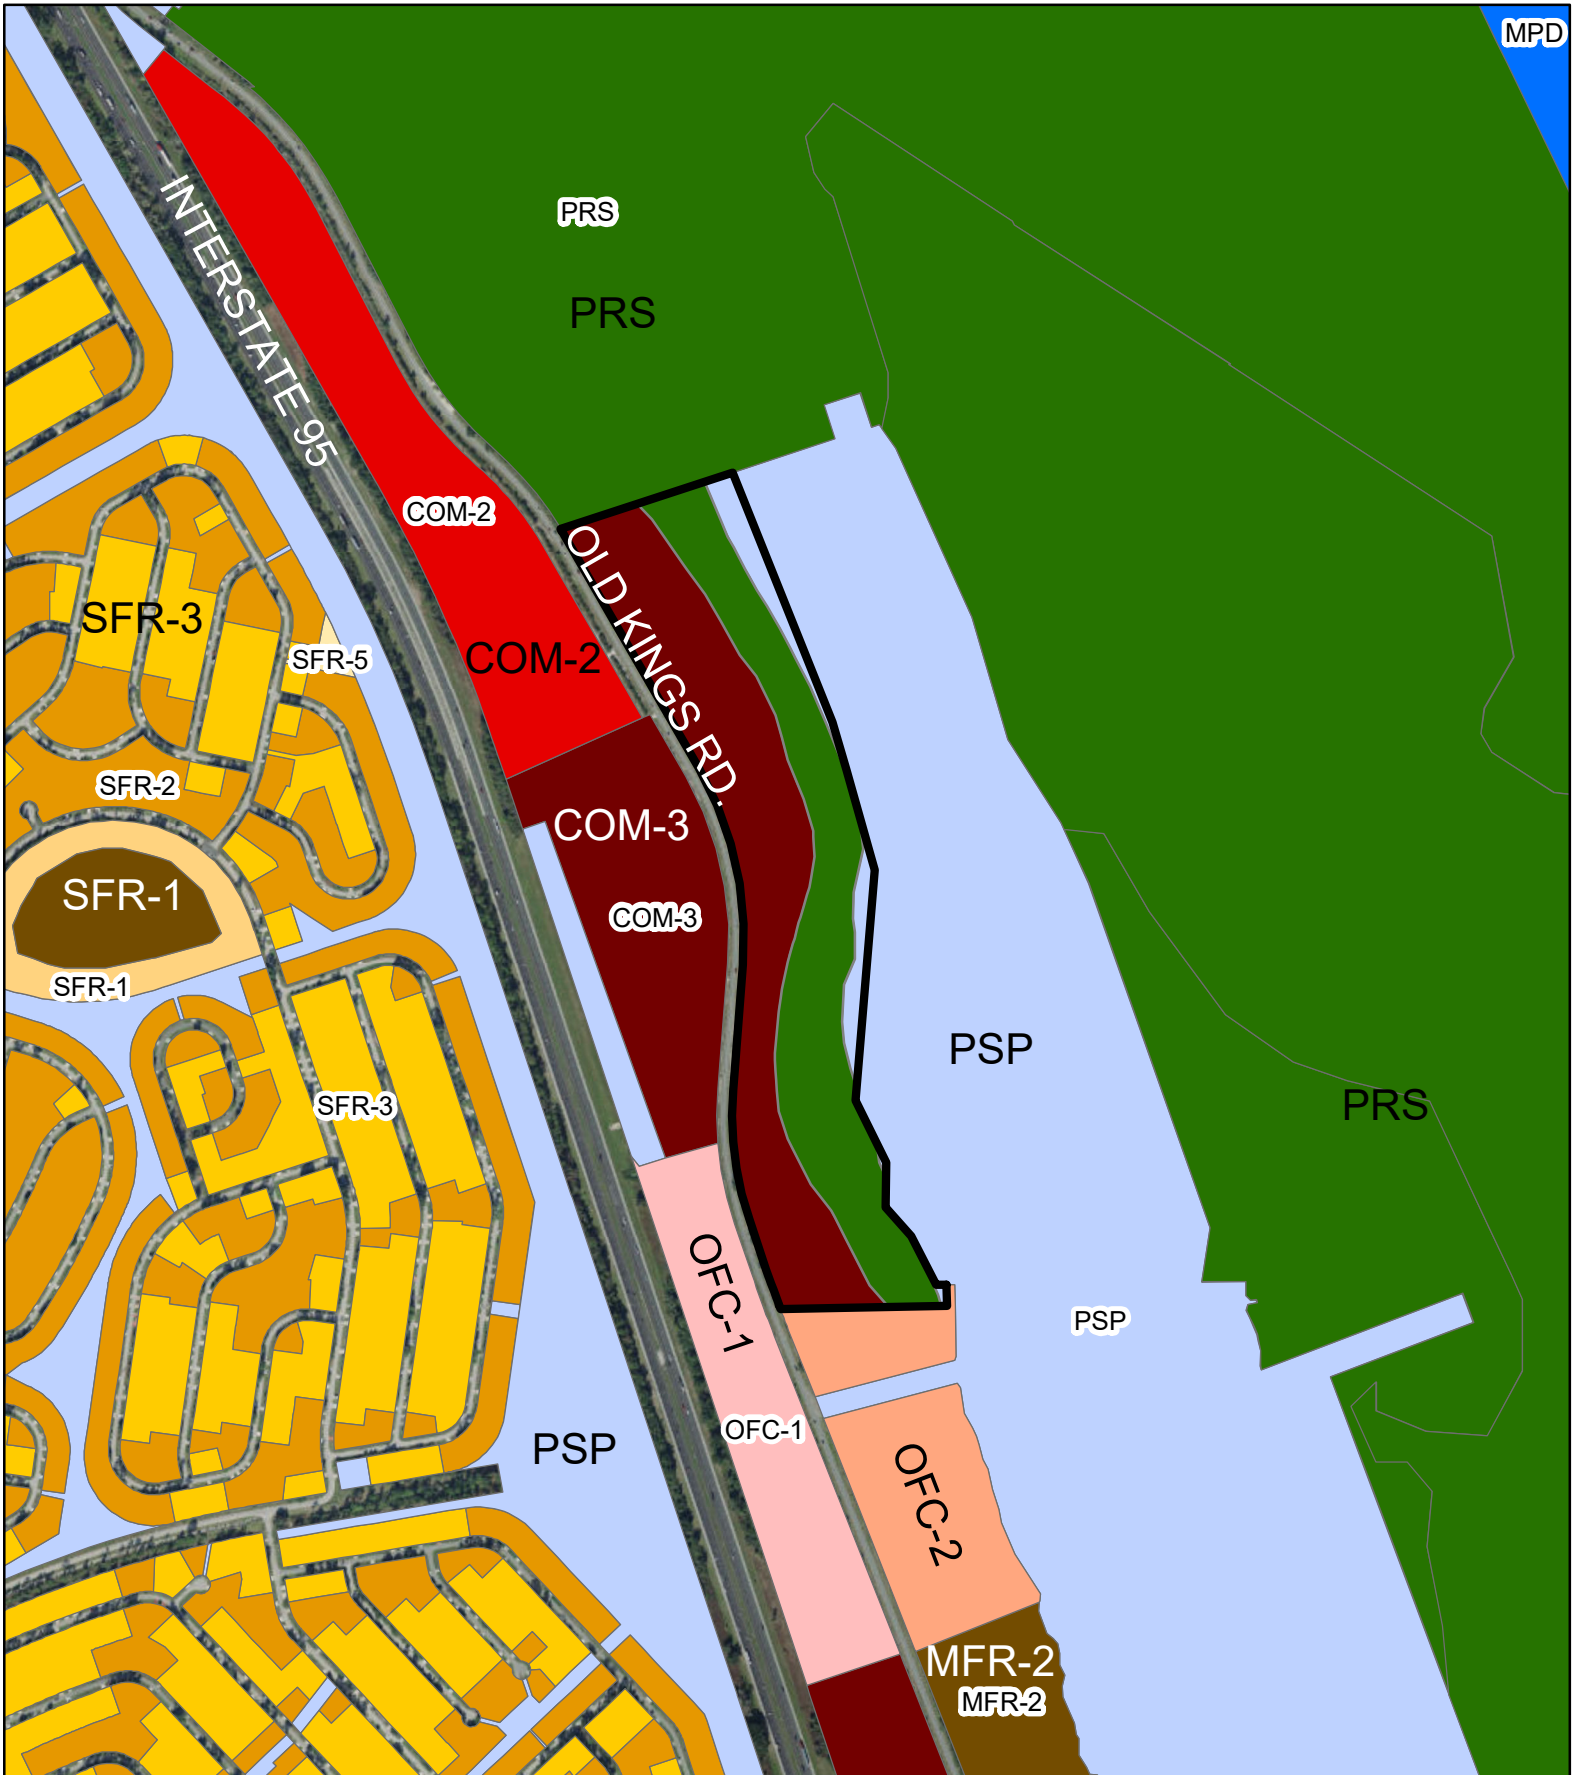 MPD
PRS
INTERSTATE 95
PRS
COM-2
OLD KINGS RD.
SFR-3
SFR-5
COM-2
SFR-2
COM-3
SFR-1
COM-3
SFR-1
PSP
SFR-3
PRS
OFC-1
PSP
OFC-1
PSP
OFC-2
MFR-2
MFR-2